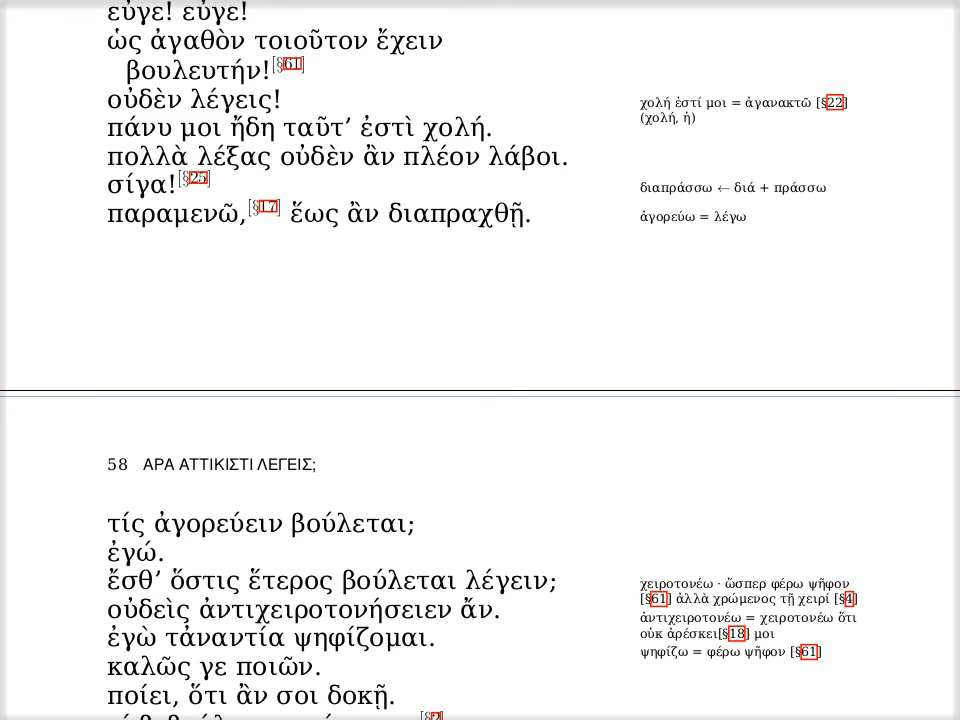 εὖγε! εὖγε!
ὡς ἀγαθὸν τοιοῦτον ἔχειν
βουλευτήν![§61]
οὐδὲν λέγεις!
πάνυ μοι ἤδη ταῦτ’ ἐστὶ χολή.
πολλὰ λέξας οὐδὲν ἂν πλέον λάβοι.
σίγα![§25]
παραμενῶ,[§17] ἕως ἂν διαπραχθῇ.
χολή ἐστί μοι = ἀγανακτῶ [§22]
(χολή, ἡ)
διαπράσσω ← διά + πράσσω
ἀγορεύω = λέγω
58 ΑΡΑ ΑΤΤΙΚΙΣΤΙ ΛΕΓΕΙΣ;
τίς ἀγορεύειν βούλεται;
ἐγώ.
ἔσθ’ ὅστις ἕτερος βούλεται λέγειν;
οὐδεὶς ἀντιχειροτονήσειεν ἄν.
ἐγὼ τἀναντία ψηφίζομαι.
καλῶς γε ποιῶν.
ποίει, ὅτι ἂν σοι δοκῇ.
χειροτονέω · ὥσπερ φέρω ψῆφον
[§61] ἀλλὰ χρώμενος τῇ χειρί [§4]
ἀντιχειροτονέω = χειροτονέω ὅτι
οὐκ ἀρέσκει[§18] μοι
ψηφίζω = φέρω ψῆφον [§61]